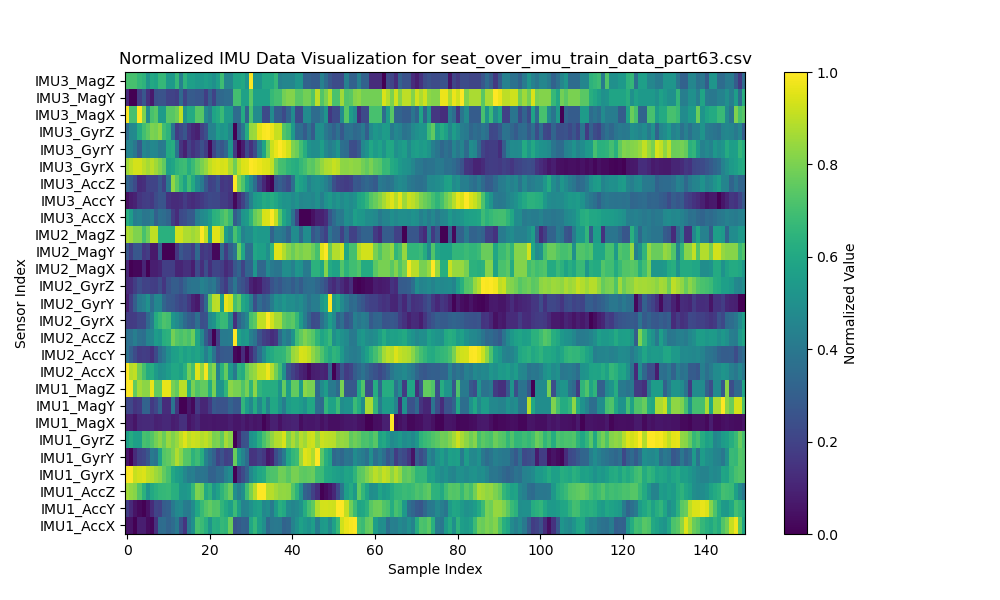 Normalized IMU Data Visualization for seat_over_imu_train_data_part63.csv
IMU3_MagZ
IMU3_MagY
IMU3_MagX
IMU3_GyrZ
IMU3_GyrY
IMU3_GyrX
IMU3_AccZ
IMU3_AccY
IMU3_AccX
IMU2_MagZ
IMU2_MagY
IMU2_MagX
IMU2_GyrZ
IMU2_GyrY
IMU2_GyrX
IMU2_AccZ
IMU2_AccY
IMU2_AccX
IMU1_MagZ
IMU1_MagY
IMU1_MagX
IMU1_GyrZ
IMU1_GyrY
IMU1_GyrX
IMU1_AccZ
IMU1_AccY
IMU1_AccX
Sensor Index
0 20 40 60 80 100 120 140
Sample Index
1.0
0.8
0.6
0.4
0.2
0.0
Normalized Value